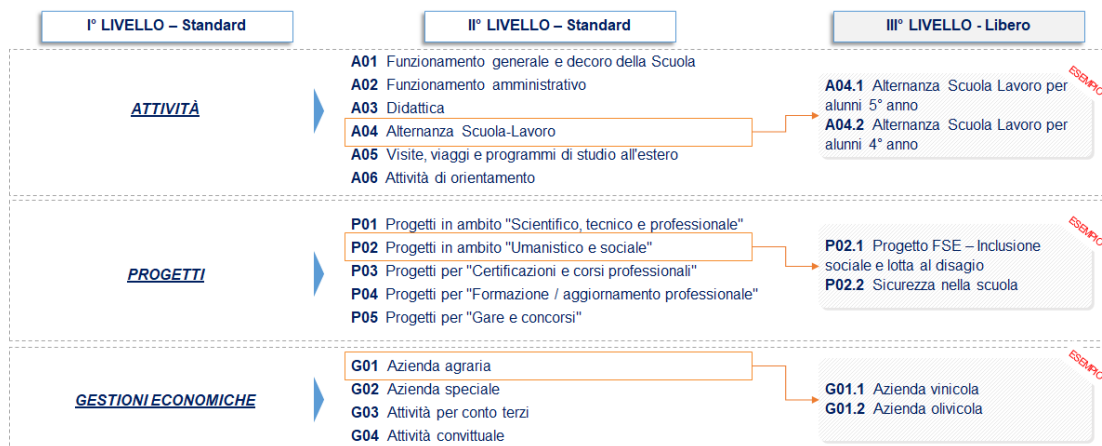 I° LIVELLO – Standard
II° LIVELLO – Standard
III° LIVELLO - Libero
ATTIVITÀ
A01 Funzionamento generale e decoro della Scuola
A02 Funzionamento amministrativo
A03 Didattica
A04 Alternanza Scuola-Lavoro
A05 Visite, viaggi e programmi di studio all'estero
A06 Attività di orientamento
ESEMPIO
A04.1 Alternanza Scuola Lavoro per
alunni 5° anno
A04.2 Alternanza Scuola Lavoro per
alunni 4° anno
PROGETTI
P01 Progetti in ambito "Scientifico, tecnico e professionale"
P02 Progetti in ambito "Umanistico e sociale"
P03 Progetti per "Certificazioni e corsi professionali"
P04 Progetti per "Formazione / aggiornamento professionale"
P05 Progetti per "Gare e concorsi"
ESEMPIO
P02.1 Progetto FSE – Inclusione
sociale e lotta al disagio
P02.2 Sicurezza nella scuola
GESTIONI ECONOMICHE
G01 Azienda agraria
G02 Azienda speciale
G03 Attività per conto terzi
G04 Attività convittuale
ESEMPIO
G01.1 Azienda vinicola
G01.2 Azienda olivicola